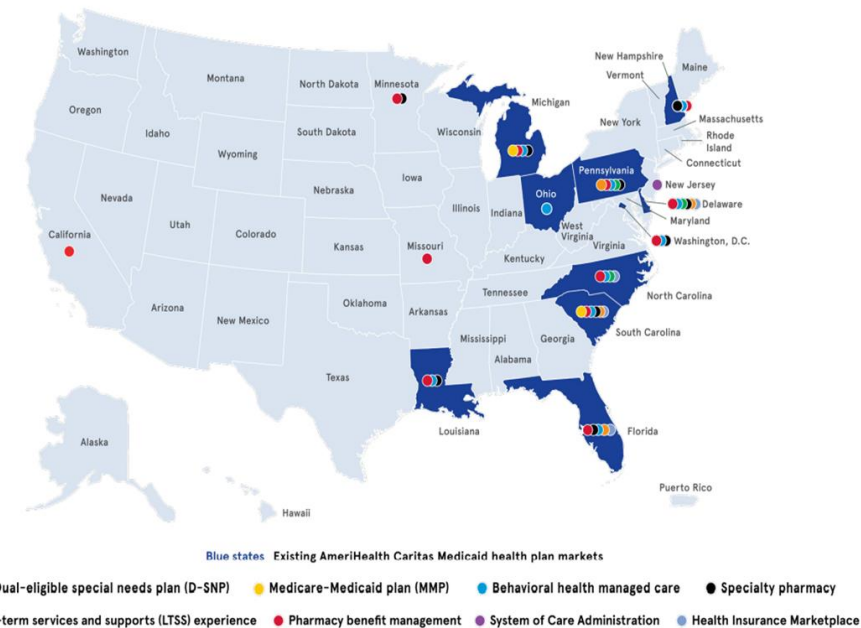 Washington
Montana
North Dakota
Minnesota
New Hampshire
Vermont
Maine
Oregon
Idaho
South Dakota
Wisconsin
Michigan
New York
Massachusetts
Rhode
Island
Connecticut
Wyoming
Iowa
Nebraska
Pennsylvania
New Jersey
Nevada
Utah
Colorado
Illinois
Indiana
Ohio
Delaware
Maryland
California
Kansas
Missouri
West
Virginia
Virginia
Washington, D.C.
Kentucky
Arizona
New Mexico
Oklahoma
Arkansas
Tennessee
North Carolina
South Carolina
Mississippi
Alabama
Georgia
Texas
Louisiana
Florida
Alaska
Hawaii
Puerto Rico
Blue states Existing AmeriHealth Caritas Medicaid health plan markets
ual-eligible special needs plan (D-SNP) Medicare-Medicaid plan (MMP) Behavioral health managed care Specialty pharmacy
-term services and supports (LTSS) experience Pharmacy benefit management System of Care Administration Health Insurance Marketplace